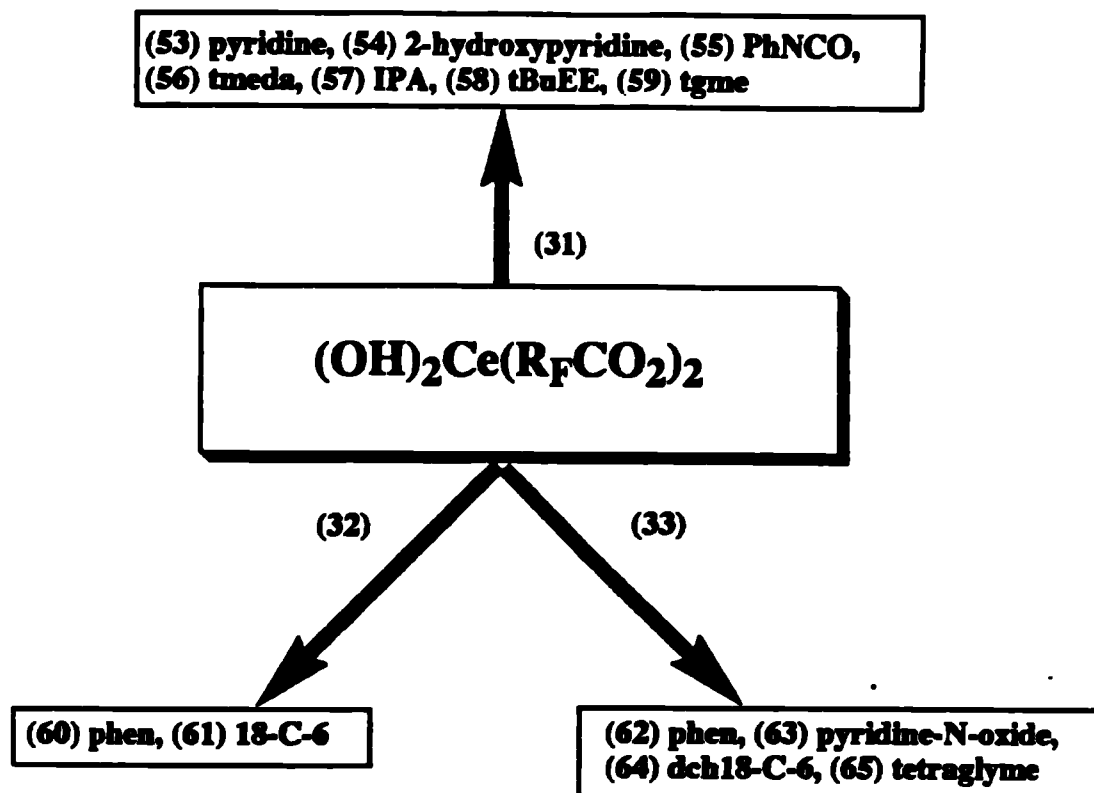 (53) pyridine, (54) 2-hydroxypyridine, (55) PhNCO,
(56) tmeda, (57) IPA, (58) tBuEE, (59) tgme
(31)
(OH)₂Ce(R_FCO₂)₂
(32)
(33)
(60) phen, (61) 18-C-6
(62) phen, (63) pyridine-N-oxide,
(64) dch18-C-6, (65) tetraglyme